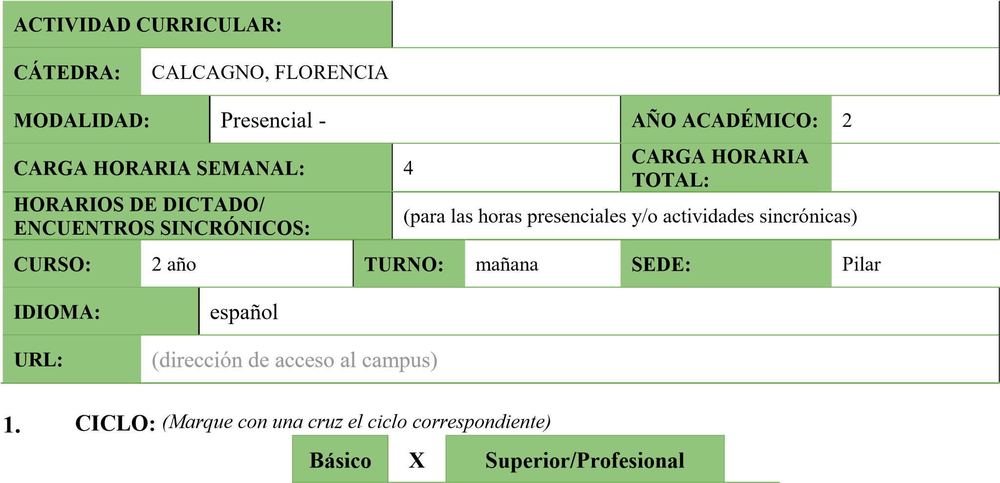 ACTIVIDAD CURRICULAR:
CÁTEDRA: CALCAGNO, FLORENCIA
MODALIDAD: Presencial - AÑO ACADÉMICO: 2
CARGA HORARIA SEMANAL: 4 CARGA HORARIA
TOTAL:
HORARIOS DE DICTADO/
ENCUENTROS SINCRÓNICOS: (para las horas presenciales y/o actividades sincrónicas)
CURSO: 2 año TURNO: mañana SEDE: Pilar
IDIOMA: español
URL: (dirección de acceso al campus)
1. CICLO: (Marque con una cruz el ciclo correspondiente)
Básico X Superior/Profesional